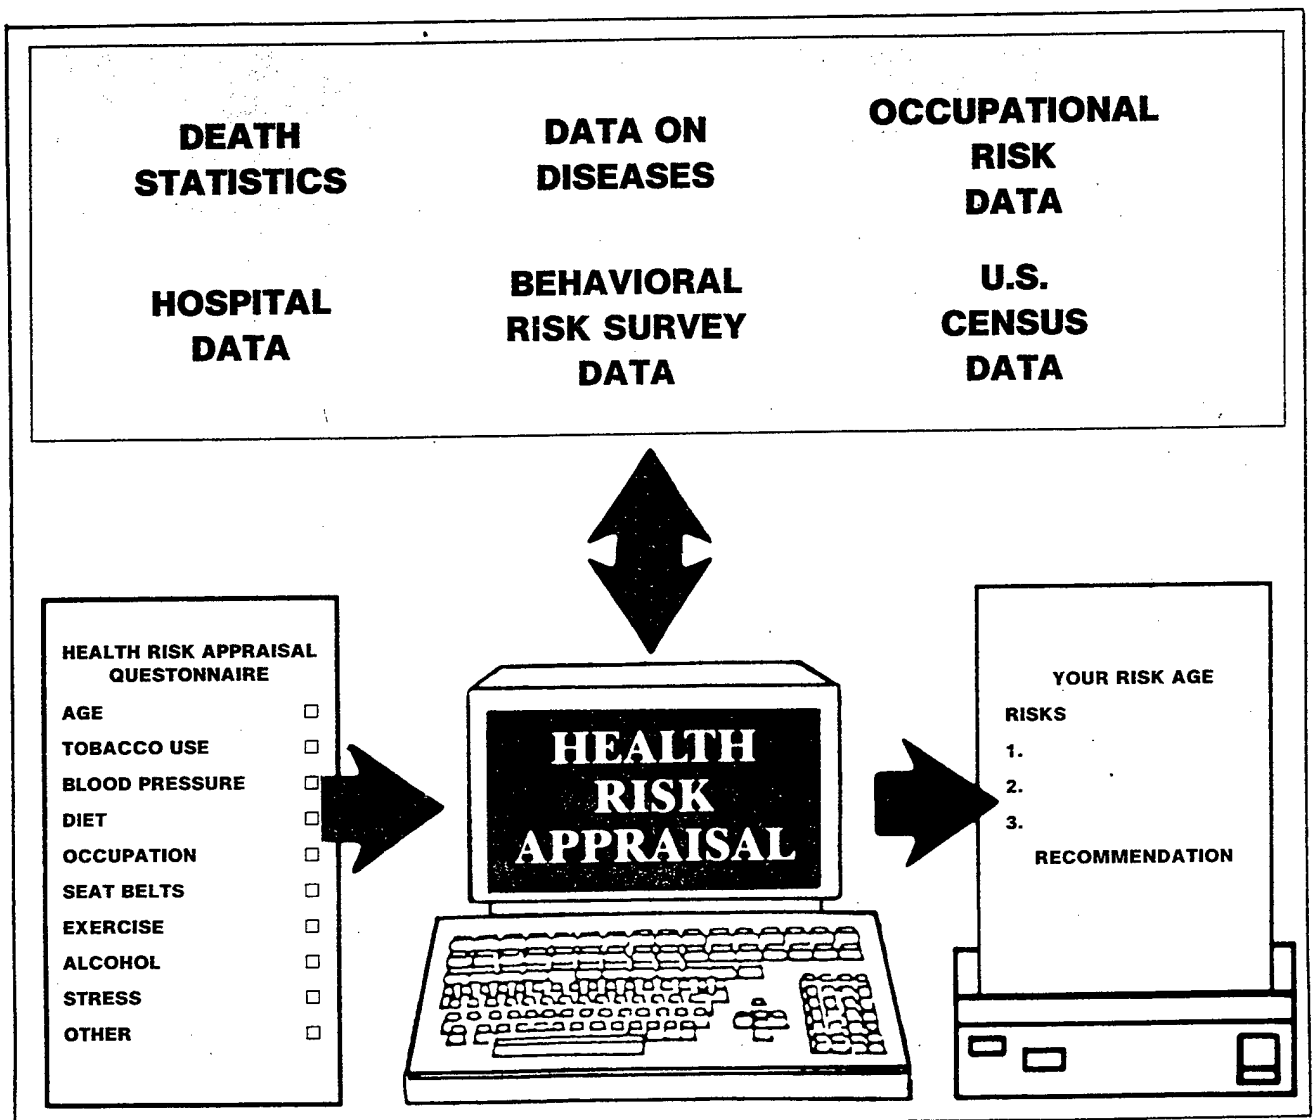 DEATH
STATISTICS
DATA ON
DISEASES
OCCUPATIONAL
RISK
DATA
HOSPITAL
DATA
BEHAVIORAL
RISK SURVEY
DATA
U.S.
CENSUS
DATA
HEALTH RISK APPRAISAL
QUESTONNAIRE
AGE
TOBACCO USE
BLOOD PRESSURE
DIET
OCCUPATION
SEAT BELTS
EXERCISE
ALCOHOL
STRESS
OTHER
HEALTH
RISK
APPRAISAL
YOUR RISK AGE
RISKS
1.
2.
3.
RECOMMENDATION